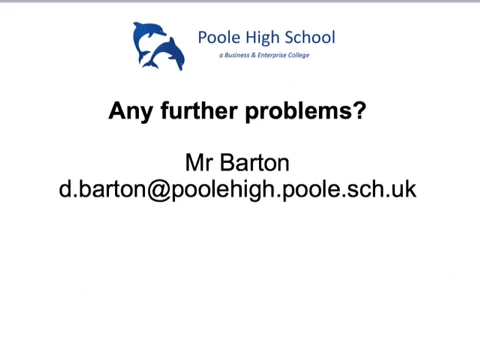 Poole High School
a Business & Enterprise College
Any further problems?
Mr Barton
d.barton@poolehigh.poole.sch.uk